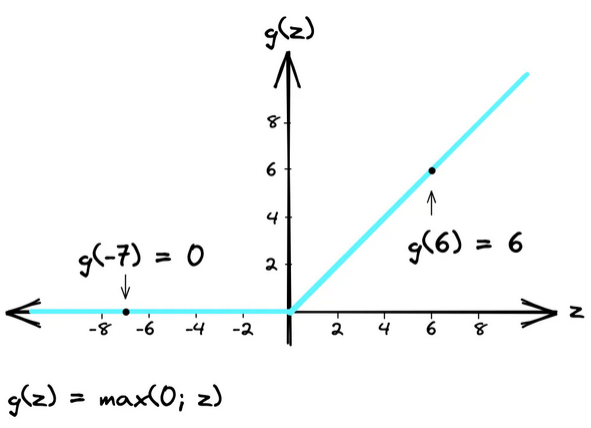 g(z)
8
6
g(-7) = 0
4
g(6) = 6
2
-8 -6 -4 -2 2 4 6 8 z
g(z) = max(0; z)